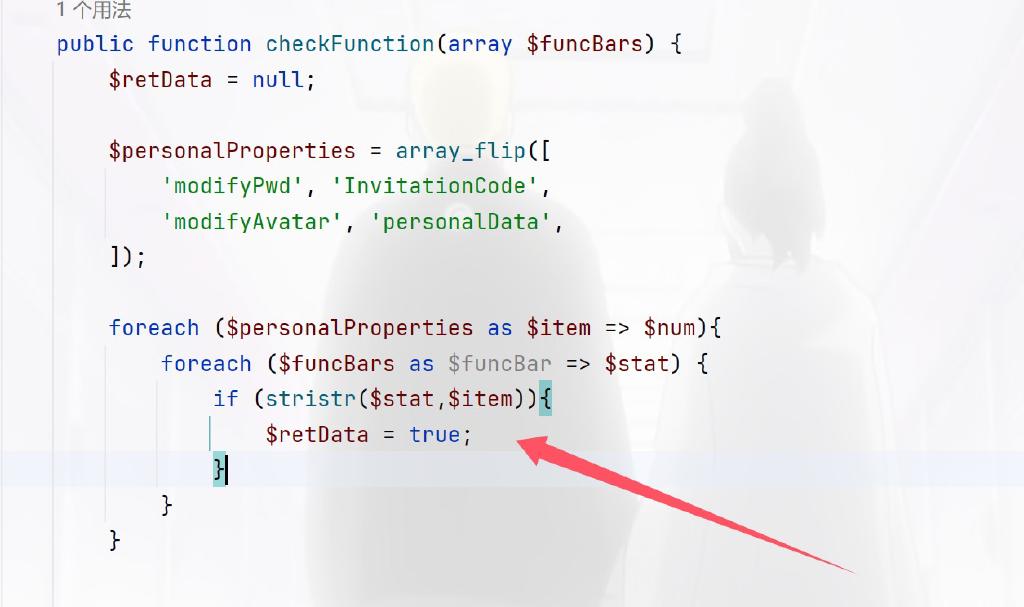 1 个用法
public function checkFunction(array $funcBars) {
$retData = null;
$personalProperties = array_flip([
'modifyPwd', 'InvitationCode',
'modifyAvatar', 'personalData',
]);
foreach ($personalProperties as $item => $num){
foreach ($funcBars as $funcBar => $stat) {
if (stristr($stat,$item)){
$retData = true;
}
}
}